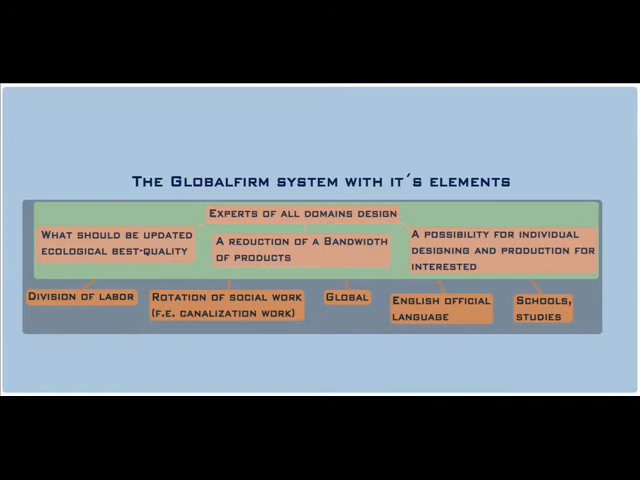 The Globalfirm system with it´s elements
Experts of all domains design
What should be updated
ecological best-quality
A reduction of a Bandwidth
of products
A possibility for individual
designing and production for
interested
Division of labor
Rotation of social work
(f.e. canalization work)
Global
English official
language
Schools,
studies